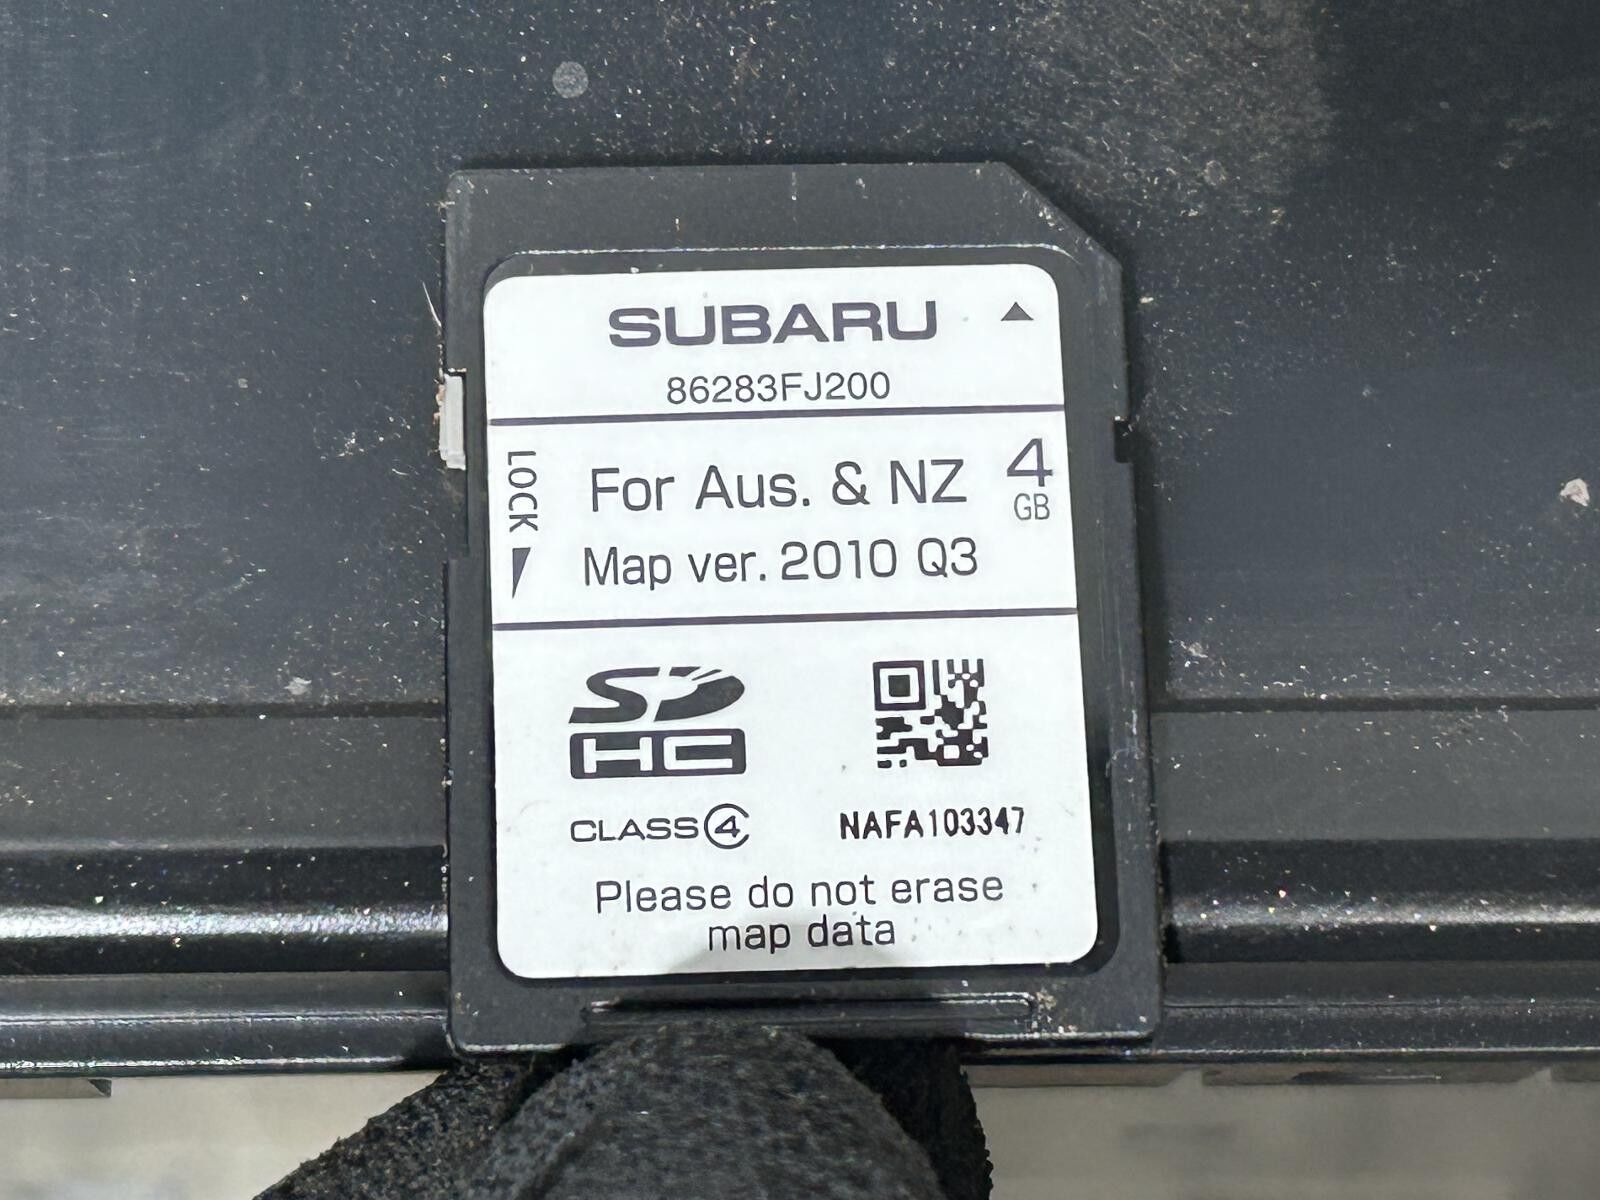 SUBARU
86283FJ200
LOCK
For Aus. & NZ
4
GB
Map ver. 2010 Q3
SD
HC
CLASS 4
NAFA103347
Please do not erase
map data